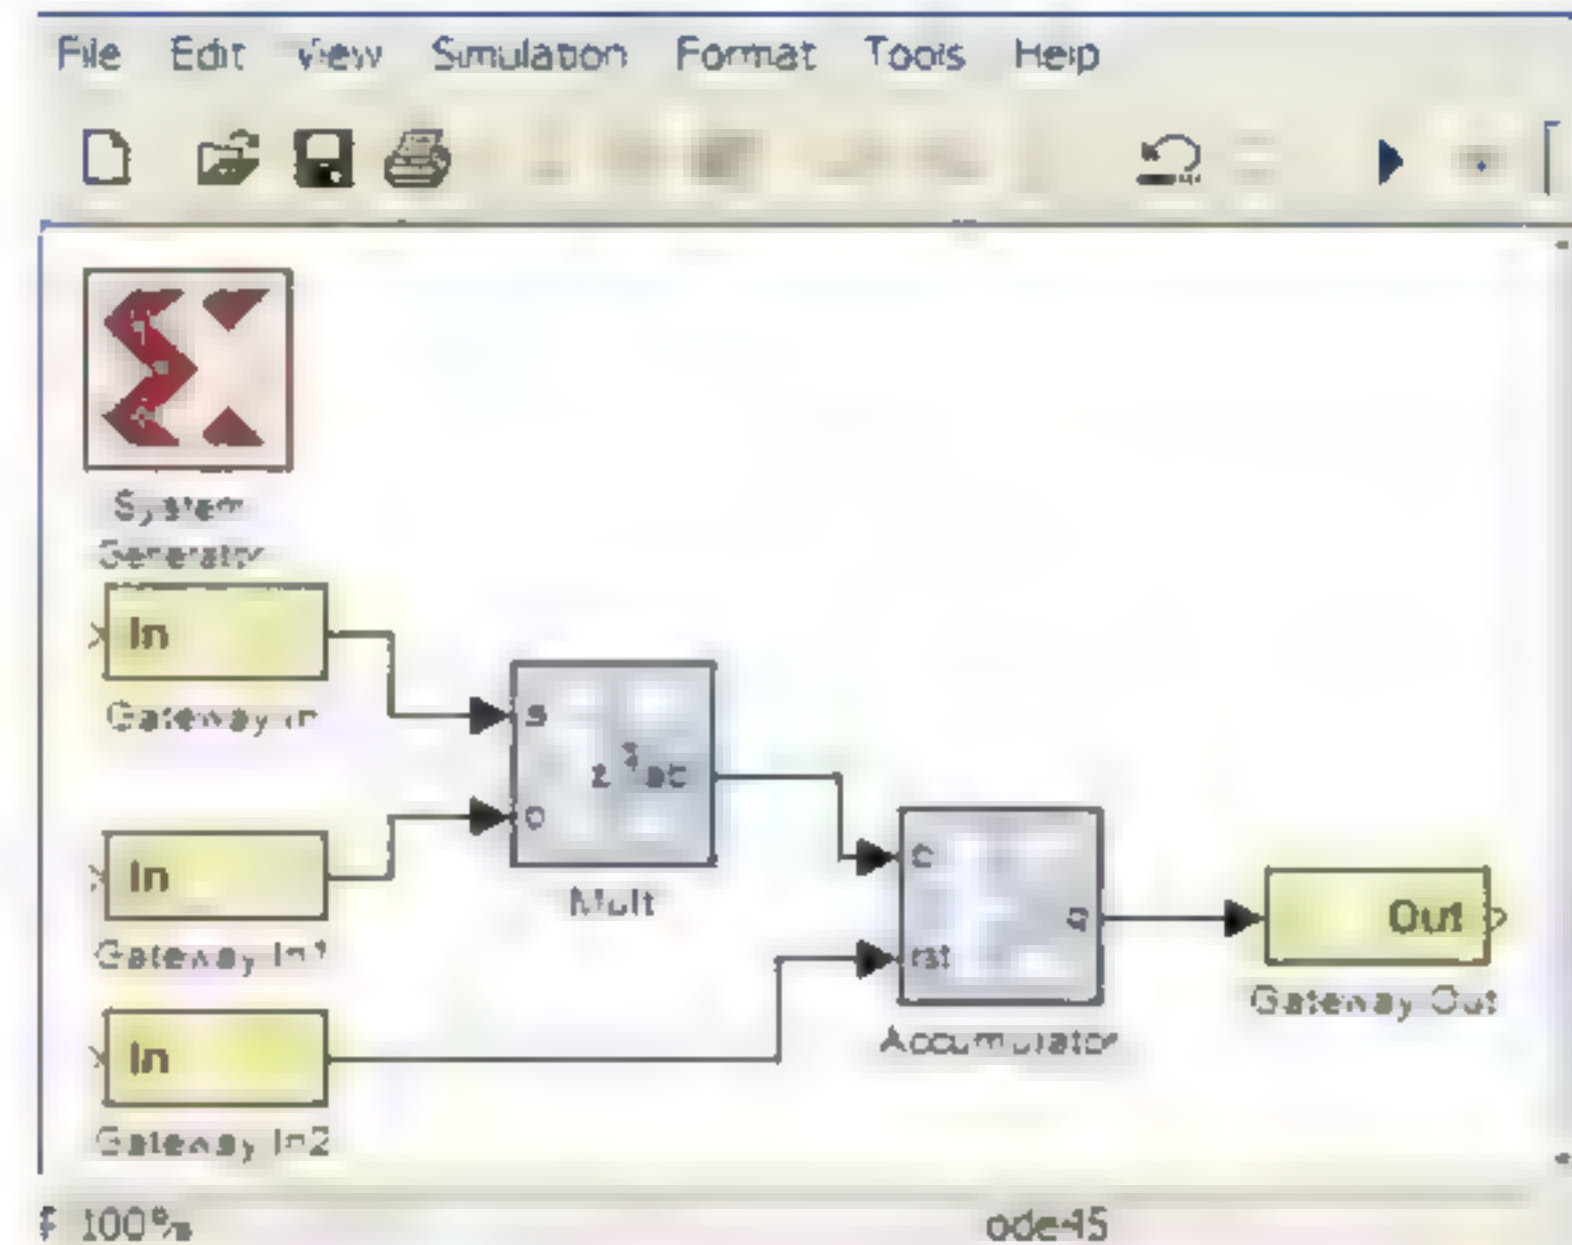 File Edit View Simulation Format Tools Help
System
Generator
In
Gateway In
In
Gateway In1
In
Gateway In2
Mult
rst
Accumulator
q
Out
Gateway Out
100%
ode45